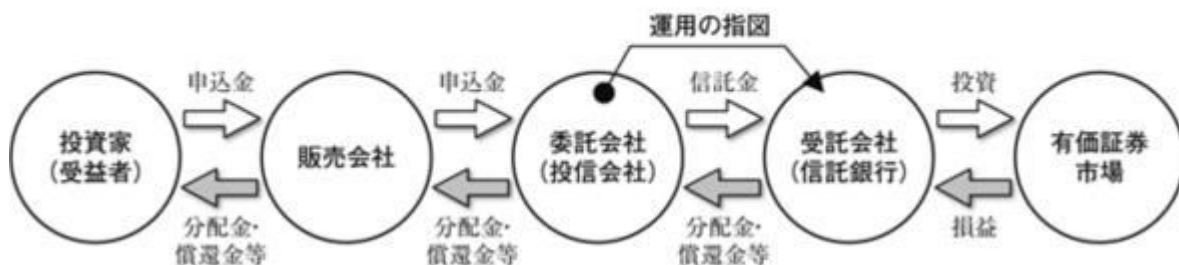 運用の指図
申込金
申込金
信託金
投資
投資家
(受益者)
販売会社
委託会社
(投信会社)
受託会社
(信託銀行)
有価証券
市場
分配金・
償還金等
分配金・
償還金等
分配金・
償還金等
損益